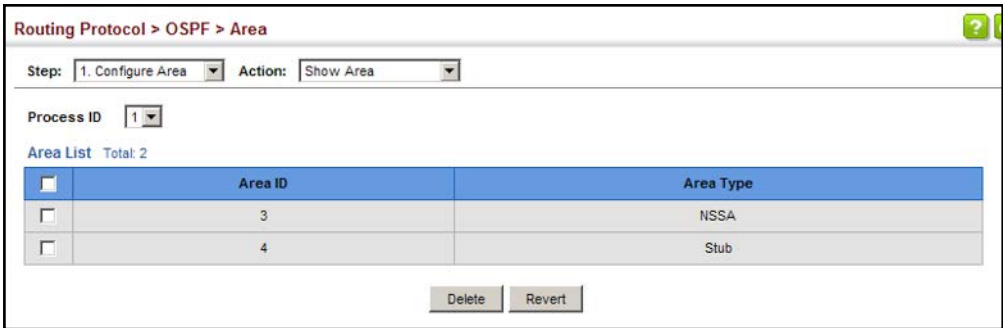 Routing Protocol > OSPF > Area
?
Step: 1. Configure Area Action: Show Area
Process ID 1
Area List Total: 2
Area ID Area Type
3 NSSA
4 Stub
Delete Revert